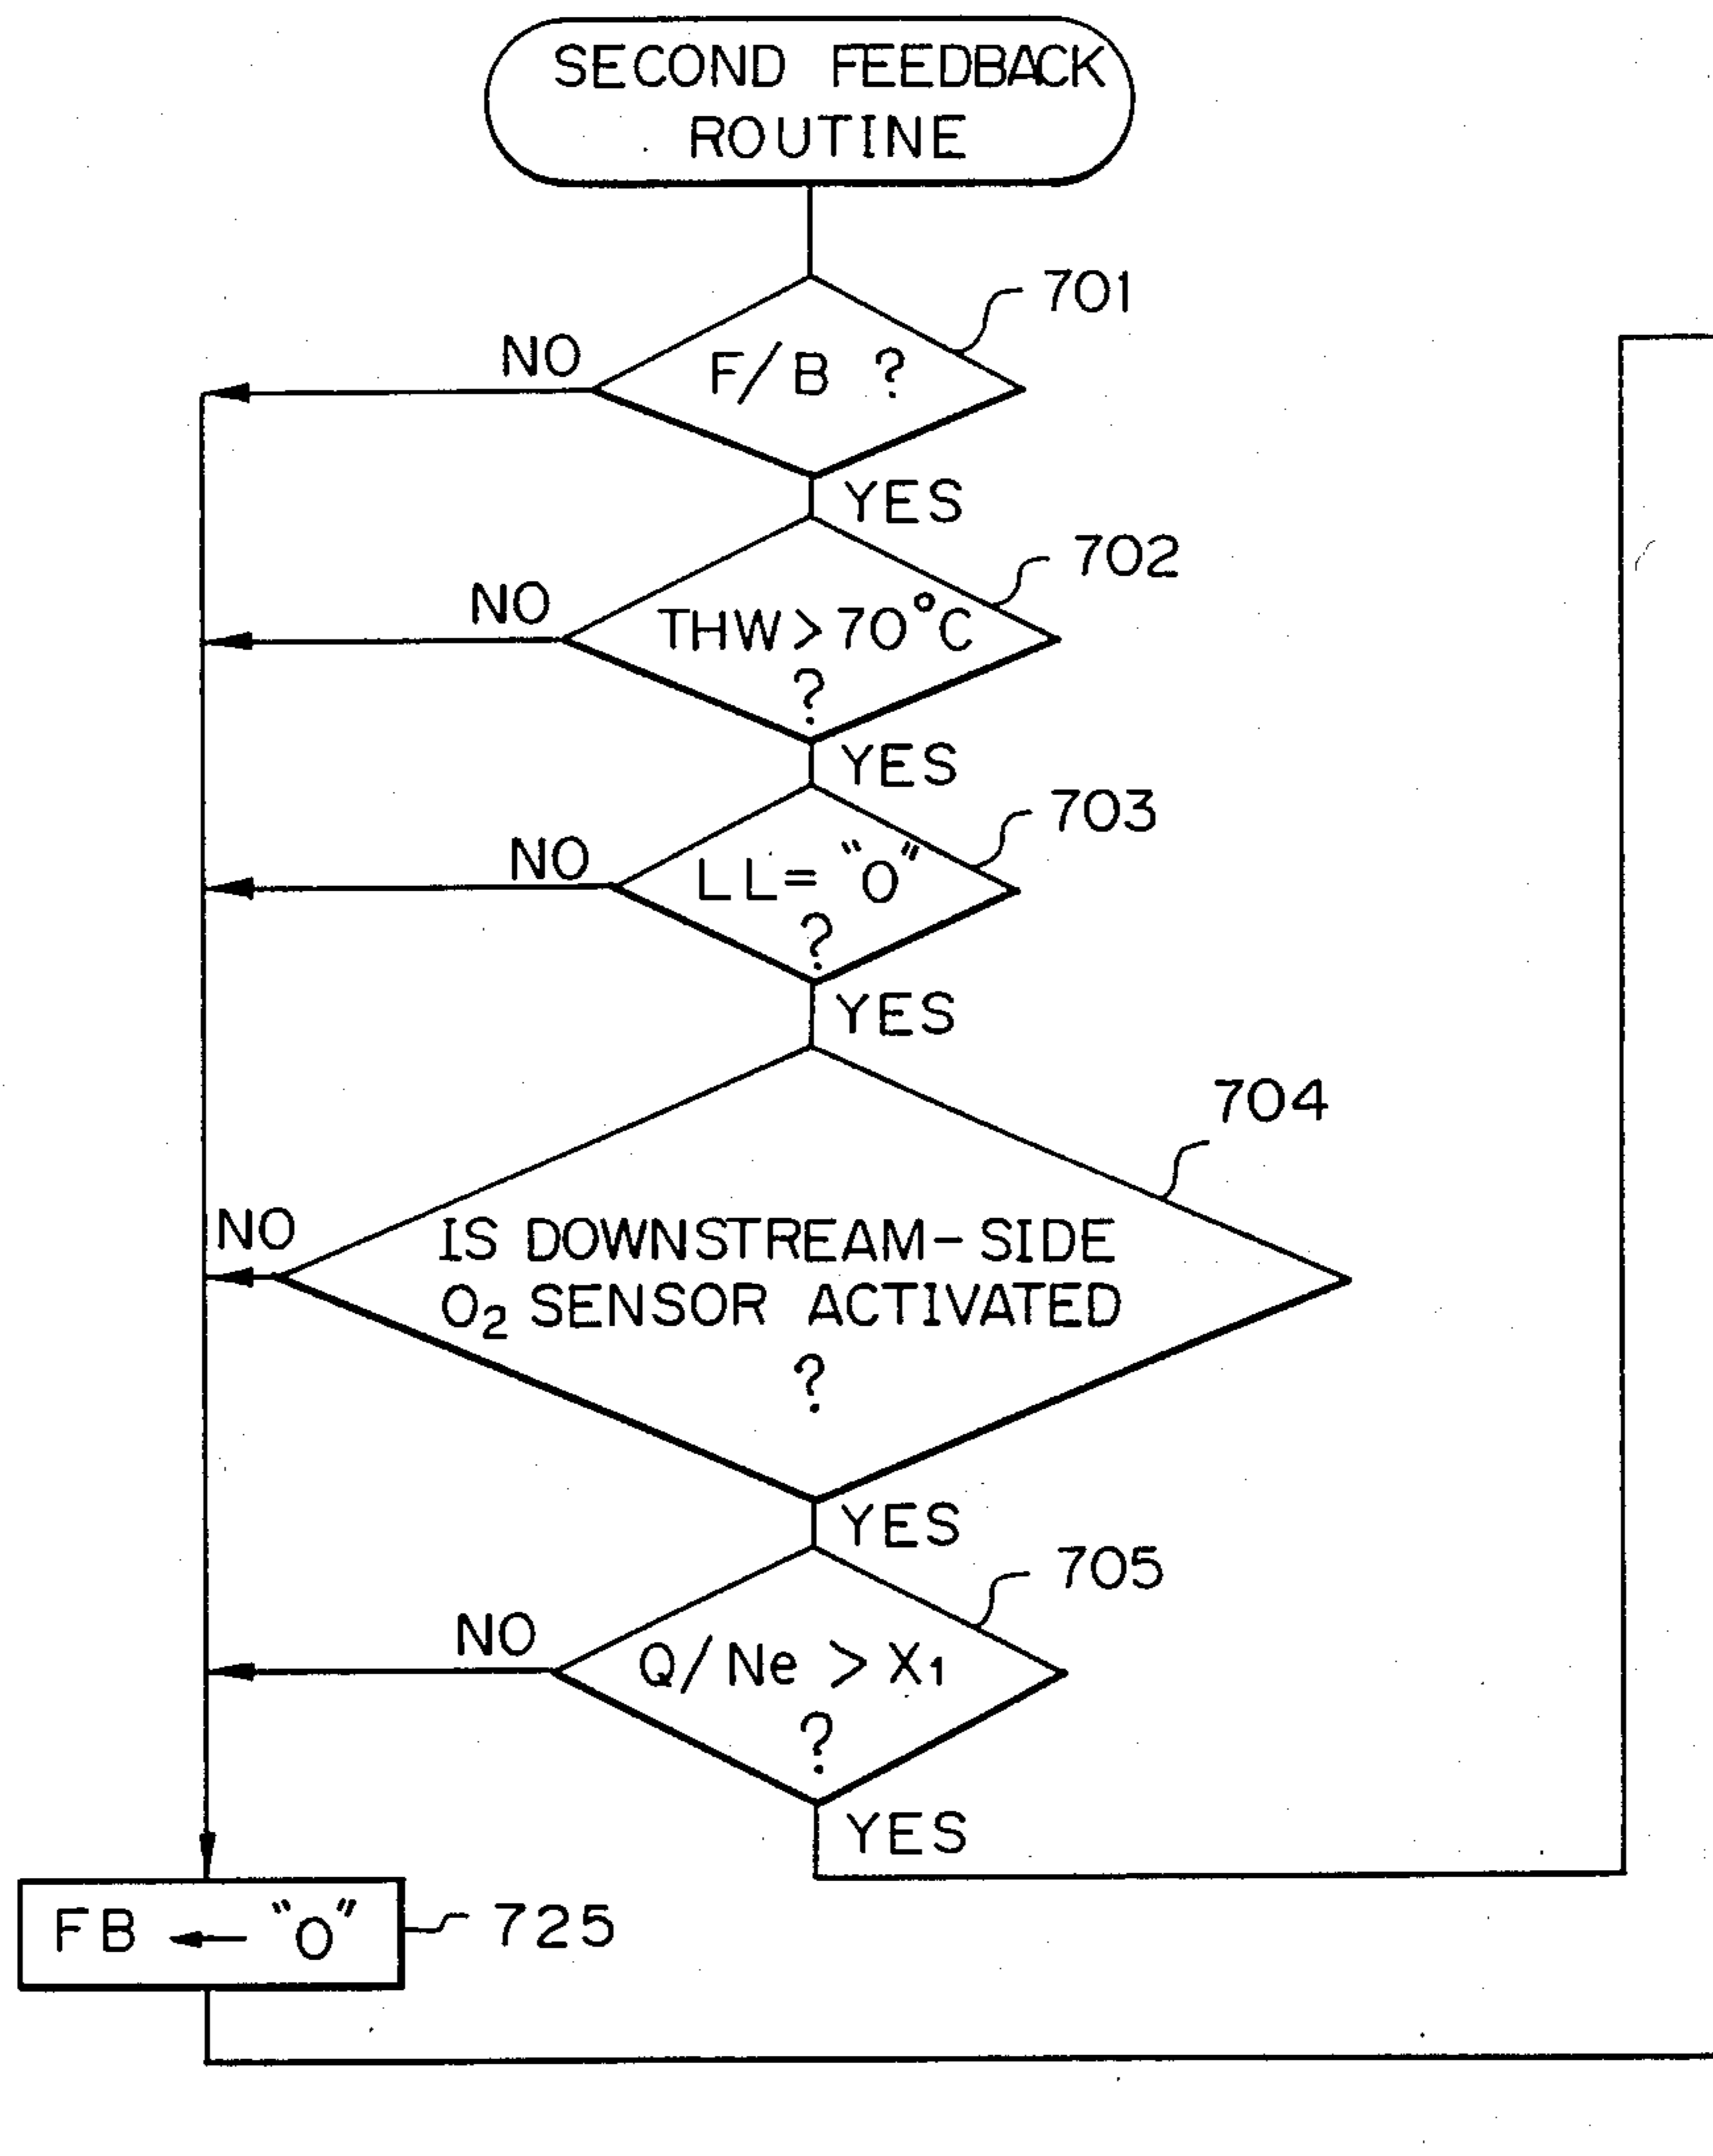 SECOND FEEDBACK
ROUTINE
701
NO
F/B ?
YES
702
NO
THW>70°C
?
YES
703
NO
LL= "0"
?
YES
704
NO
IS DOWNSTREAM-SIDE
O₂ SENSOR ACTIVATED
?
YES
705
NO
Q/Ne > X₁
?
YES
FB ← "0"
725